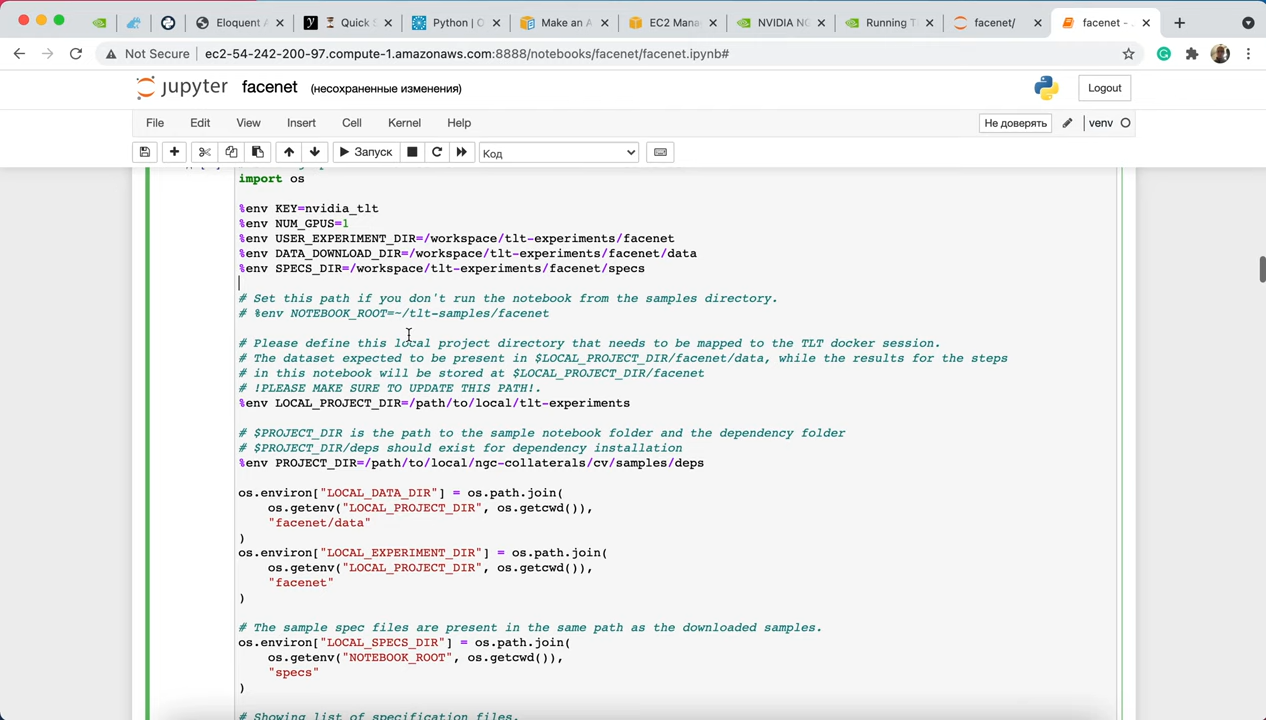 Eloquent A
Quick S
Python | O
Make an A
EC2 Mana
NVIDIA NG
Running T
facenet/
facenet - 
Not Secure
ec2-54-242-200-97.compute-1.amazonaws.com:8888/notebooks/facenet/facenet.ipynb#
jupyter facenet (несохраненные изменения)
Logout
File Edit View Insert Cell Kernel Help
Не доверять
venv
Запуск
Код
import os
%env KEY=nvidia_tlt
%env NUM_GPUS=1
%env USER_EXPERIMENT_DIR=/workspace/tlt-experiments/facenet
%env DATA_DOWNLOAD_DIR=/workspace/tlt-experiments/facenet/data
%env SPECS_DIR=/workspace/tlt-experiments/facenet/specs
# Set this path if you don't run the notebook from the samples directory.
# %env NOTEBOOK_ROOT=~/tlt-samples/facenet
# Please define this local project directory that needs to be mapped to the TLT docker session.
# The dataset expected to be present in $LOCAL_PROJECT_DIR/facenet/data, while the results for the steps
# in this notebook will be stored at $LOCAL_PROJECT_DIR/facenet
# !PLEASE MAKE SURE TO UPDATE THIS PATH!.
%env LOCAL_PROJECT_DIR=/path/to/local/tlt-experiments
# $PROJECT_DIR is the path to the sample notebook folder and the dependency folder
# $PROJECT_DIR/deps should exist for dependency installation
%env PROJECT_DIR=/path/to/local/ngc-collaterals/cv/samples/deps
os.environ["LOCAL_DATA_DIR"] = os.path.join(
os.getenv("LOCAL_PROJECT_DIR", os.getcwd()),
"facenet/data"
)
os.environ["LOCAL_EXPERIMENT_DIR"] = os.path.join(
os.getenv("LOCAL_PROJECT_DIR", os.getcwd()),
"facenet"
)
# The sample spec files are present in the same path as the downloaded samples.
os.environ["LOCAL_SPECS_DIR"] = os.path.join(
os.getenv("NOTEBOOK_ROOT", os.getcwd()),
"specs"
)
# Showing list of specification files.